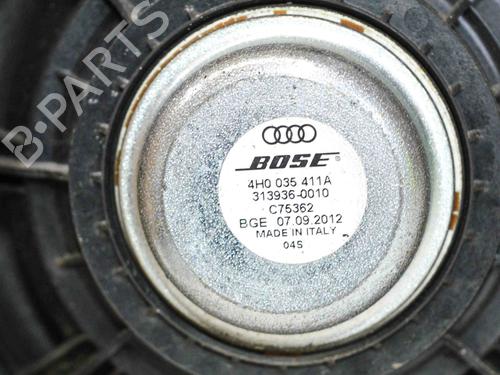 B·PARTS
BOSE
4H0 035 411A
313936-0010
C75362
BGE 07.09.2012
MADE IN ITALY
04S